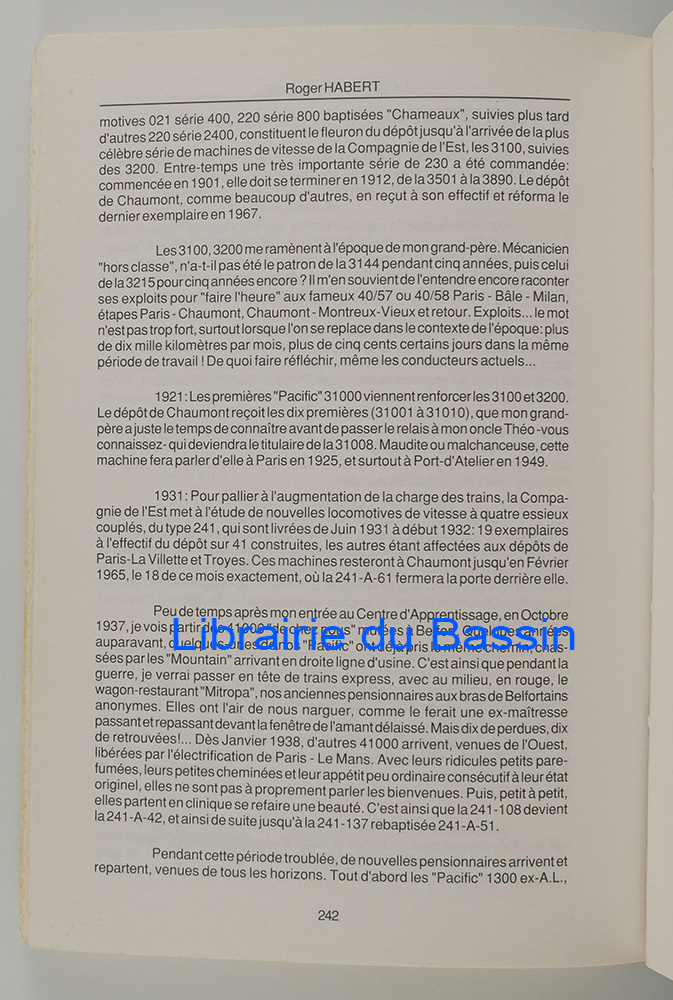 Roger HABERT
motives 021 série 400, 220 série 800 baptisées "Chameaux", suivies plus tard
d'autres 220 série 2400, constituent le fleuron du dépôt jusqu'à l'arrivée de la plus
célèbre série de machines de vitesse de la Compagnie de l'Est, les 3100, suivies
des 3200. Entre-temps une très importante série de 230 a été commandée:
commencée en 1901, elle doit se terminer en 1912, de la 3501 à la 3890. Le dépôt
de Chaumont, comme beaucoup d'autres, en reçut à son effectif et réforma le
dernier exemplaire en 1967.
Les 3100, 3200 me ramènent à l'époque de mon grand-père. Mécanicien
"hors classe", n'a-t-il pas été le patron de la 3144 pendant cinq années, puis celui
de la 3215 pour cinq années encore ? Il m'en souvient de l'entendre encore raconter
ses exploits pour "faire l'heure" aux fameux 40/57 ou 40/58 Paris - Bâle - Milan,
étapes Paris - Chaumont, Chaumont - Montreux-Vieux et retour. Exploits... le mot
n'est pas trop fort, surtout lorsque l'on se replace dans le contexte de l'époque: plus
de dix mille kilomètres par mois, plus de cinq cents certains jours dans la même
période de travail ! De quoi faire réfléchir, même les conducteurs actuels...
1921: Les premières "Pacific" 31000 viennent renforcer les 3100 et 3200.
Le dépôt de Chaumont reçoit les dix premières (31001 à 31010), que mon grand-
père a juste le temps de connaître avant de passer le relais à mon oncle Théo -vous
connaissez- qui deviendra le titulaire de la 31008. Maudite ou malchanceuse, cette
machine fera parler d'elle à Paris en 1925, et surtout à Port-d'Atelier en 1949.
1931: Pour pallier à l'augmentation de la charge des trains, la Compa-
gnie de l'Est met à l'étude de nouvelles locomotives de vitesse à quatre essieux
couplés, du type 241, qui sont livrées de Juin 1931 à début 1932: 19 exemplaires
à l'effectif du dépôt sur 41 construites, les autres étant affectées aux dépôts de
Paris-La Villette et Troyes. Ces machines resteront à Chaumont jusqu'en Février
1965, le 18 de ce mois exactement, où la 241-A-61 fermera la porte derrière elle.
Peu de temps après mon entrée au Centre d'Apprentissage, en Octobre
1937, je vois partir des 41000 "de chez nous" mutées à Belfort. Quelques années
auparavant, quelques-unes de nos "Pacific" ont déjà pris le même chemin, chas-
sées par les "Mountain" arrivant en droite ligne d'usine. C'est ainsi que pendant la
guerre, je verrai passer en tête de trains express, avec au milieu, en rouge, le
wagon-restaurant "Mitropa", nos anciennes pensionnaires aux bras de Belfortains
anonymes. Elles ont l'air de nous narguer, comme le ferait une ex-maîtresse
passant et repassant devant la fenêtre de l'amant délaissé. Mais dix de perdues, dix
de retrouvées!... Dès Janvier 1938, d'autres 41000 arrivent, venues de l'Ouest,
libérées par l'électrification de Paris - Le Mans. Avec leurs ridicules petits pare-
fumées, leurs petites cheminées et leur appétit peu ordinaire consécutif à leur état
originel, elles ne sont pas à proprement parler les bienvenues. Puis, petit à petit,
elles partent en clinique se refaire une beauté. C'est ainsi que la 241-108 devient
la 241-A-42, et ainsi de suite jusqu'à la 241-137 rebaptisée 241-A-51.
Pendant cette période troublée, de nouvelles pensionnaires arrivent et
repartent, venues de tous les horizons. Tout d'abord les "Pacific" 1300 ex-A.L.,
242
Librairie du Bassin